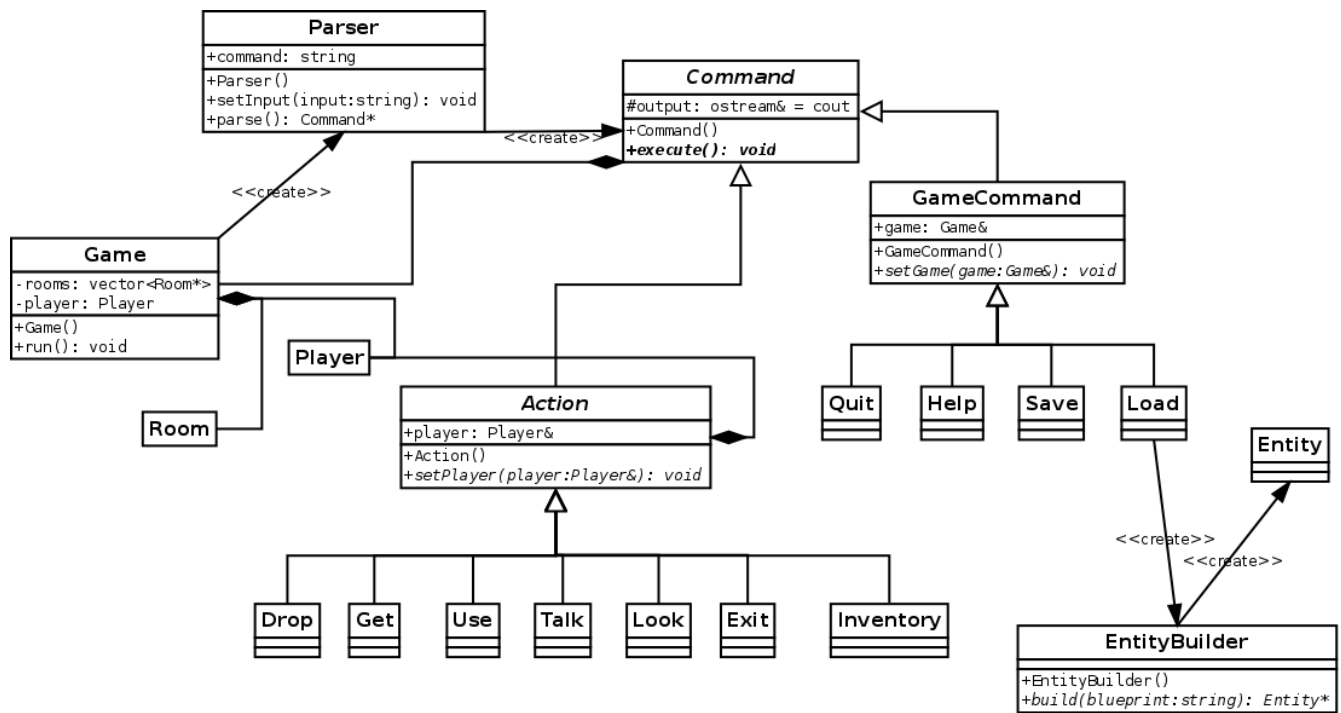 Parser
+command: string
+Parser()
+setInput(input:string): void
+parse(): Command*
Command
#output: ostream& = cout
+Command()
+execute(): void
<<create>>
<<create>>
GameCommand
+game: Game&
+GameCommand()
+setGame(game:Game&): void
Game
-rooms: vector<Room*>
-player: Player
+Game()
+run(): void
Player
Room
Action
+player: Player&
+Action()
+setPlayer(player:Player&): void
Quit
Help
Save
Load
Entity
<<create>>
<<create>>
Drop
Get
Use
Talk
Look
Exit
Inventory
EntityBuilder
+EntityBuilder()
+build(blueprint:string): Entity*